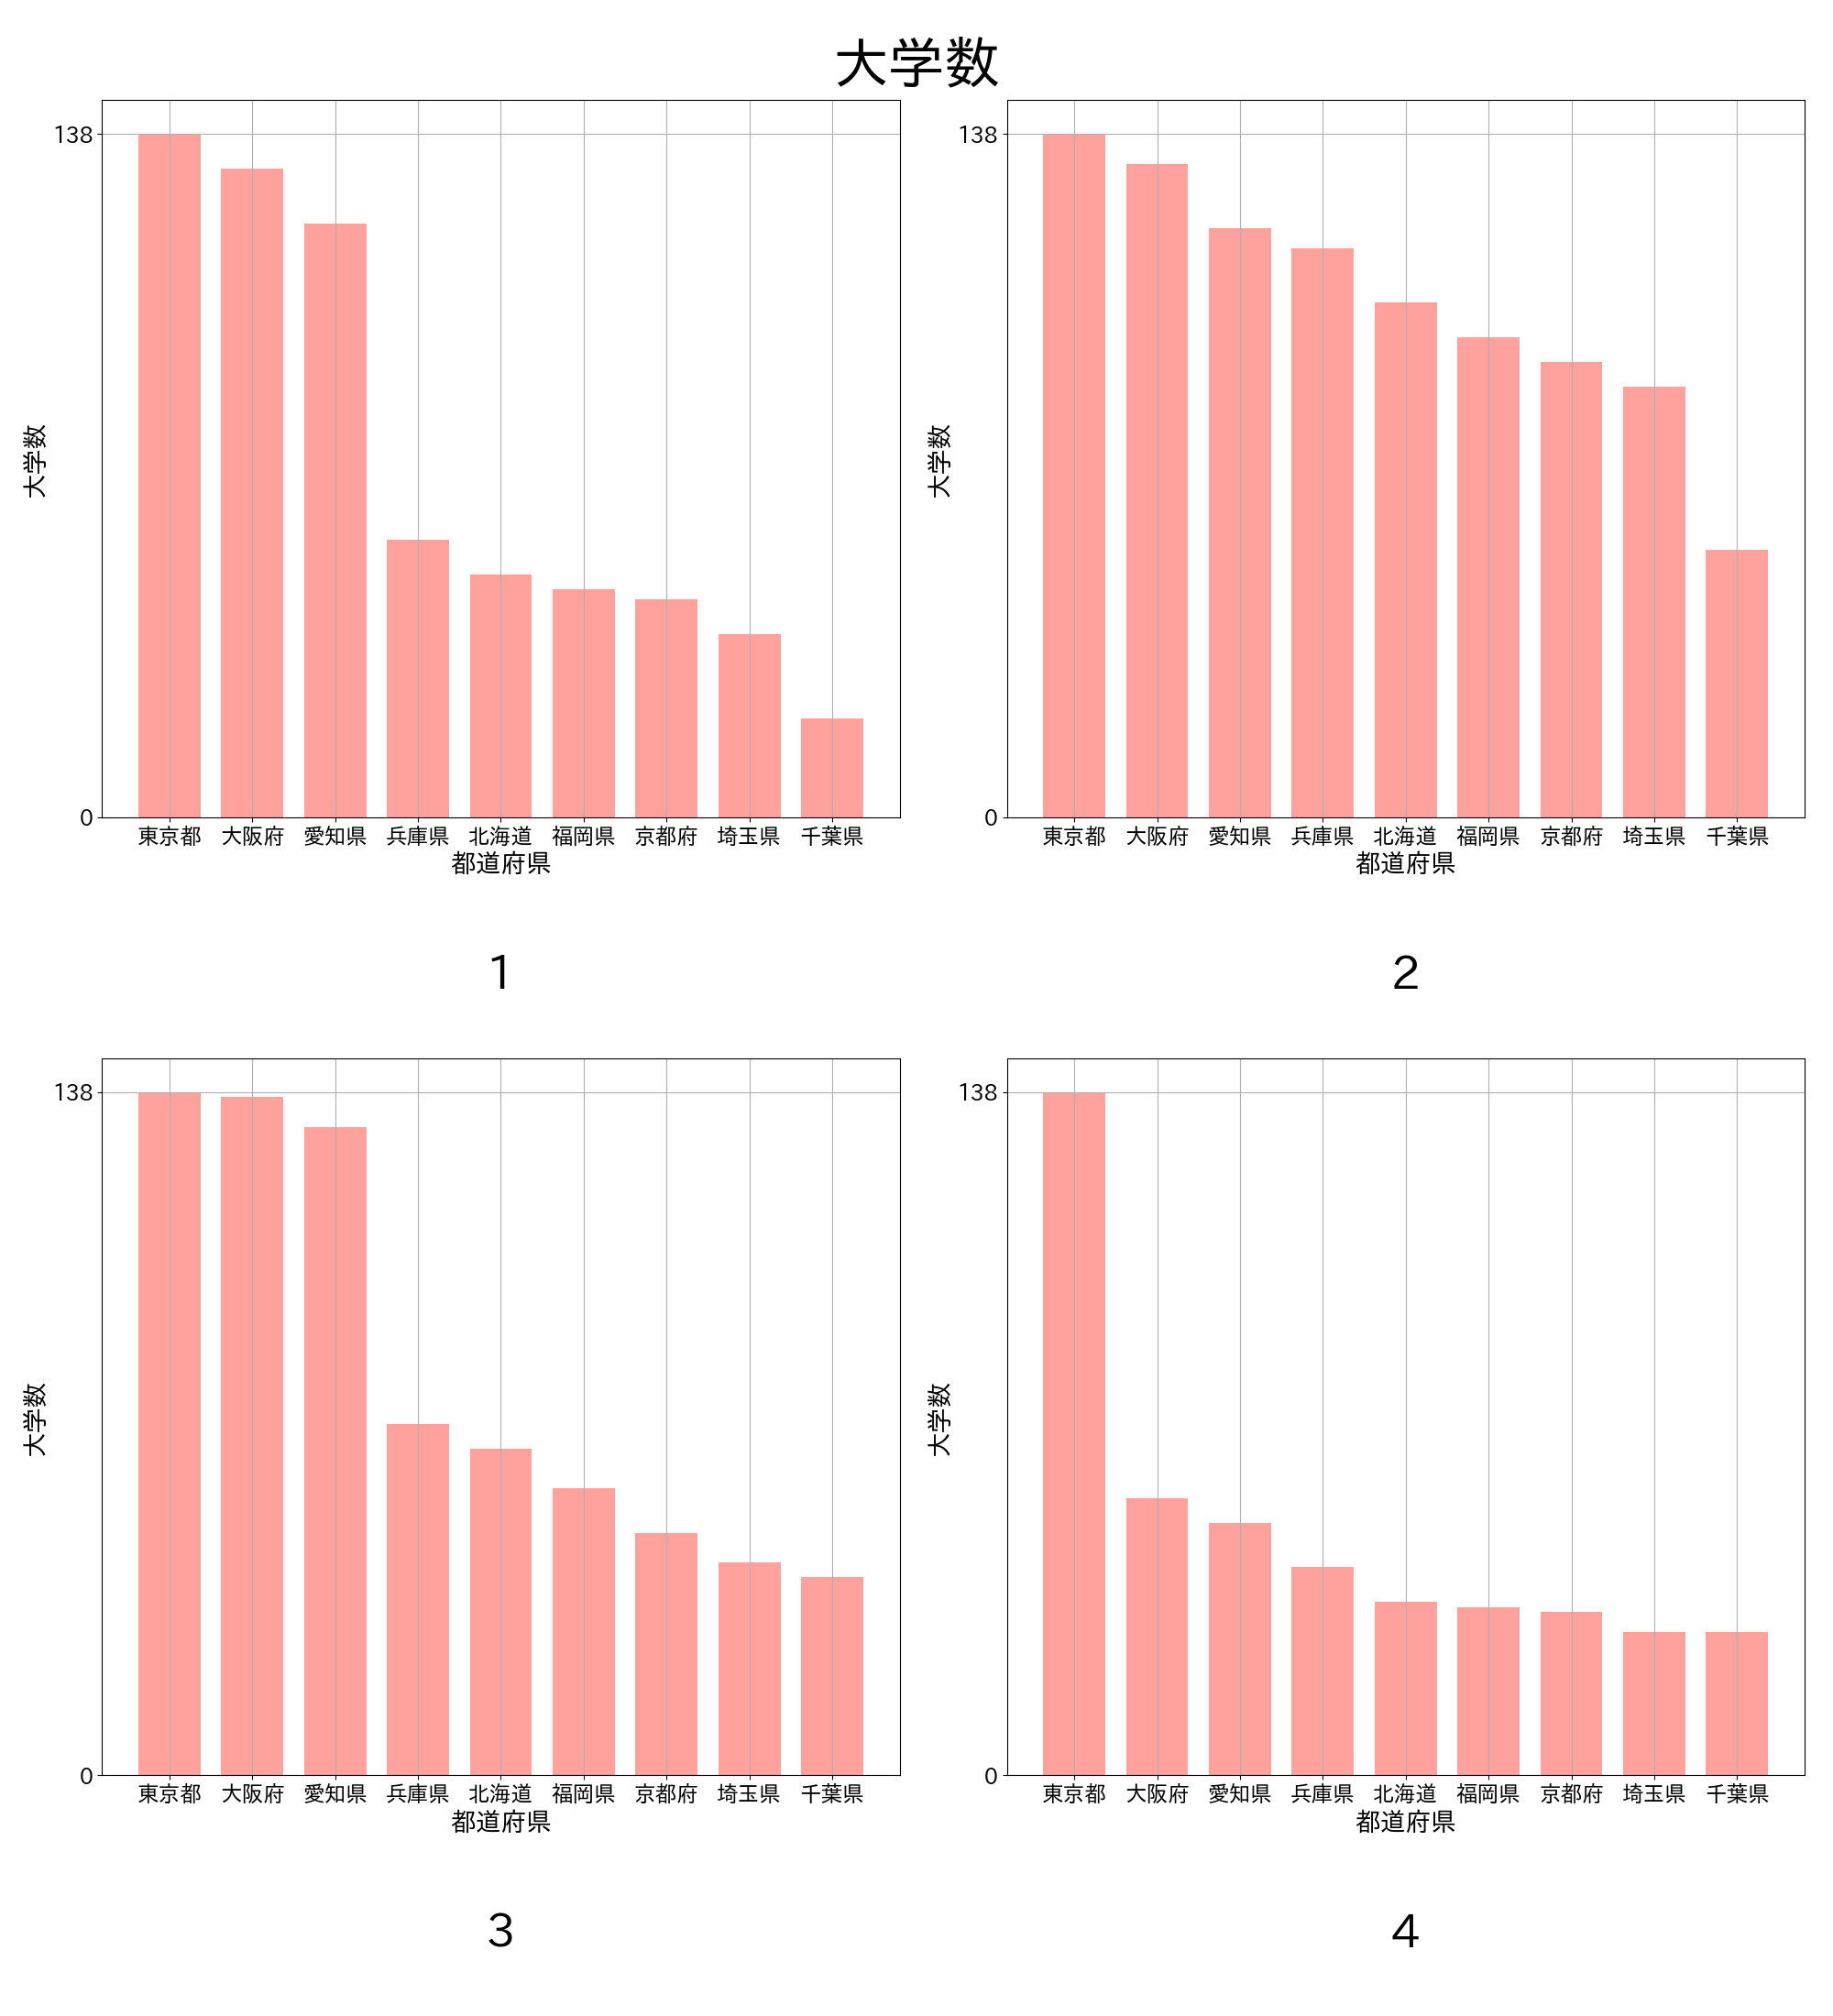 大学数
138
0
大学数
東京都 大阪府 愛知県 兵庫県 北海道 福岡県 京都府 埼玉県 千葉県
都道府県
1
138
0
大学数
東京都 大阪府 愛知県 兵庫県 北海道 福岡県 京都府 埼玉県 千葉県
都道府県
2
138
0
大学数
東京都 大阪府 愛知県 兵庫県 北海道 福岡県 京都府 埼玉県 千葉県
都道府県
3
138
0
大学数
東京都 大阪府 愛知県 兵庫県 北海道 福岡県 京都府 埼玉県 千葉県
都道府県
4